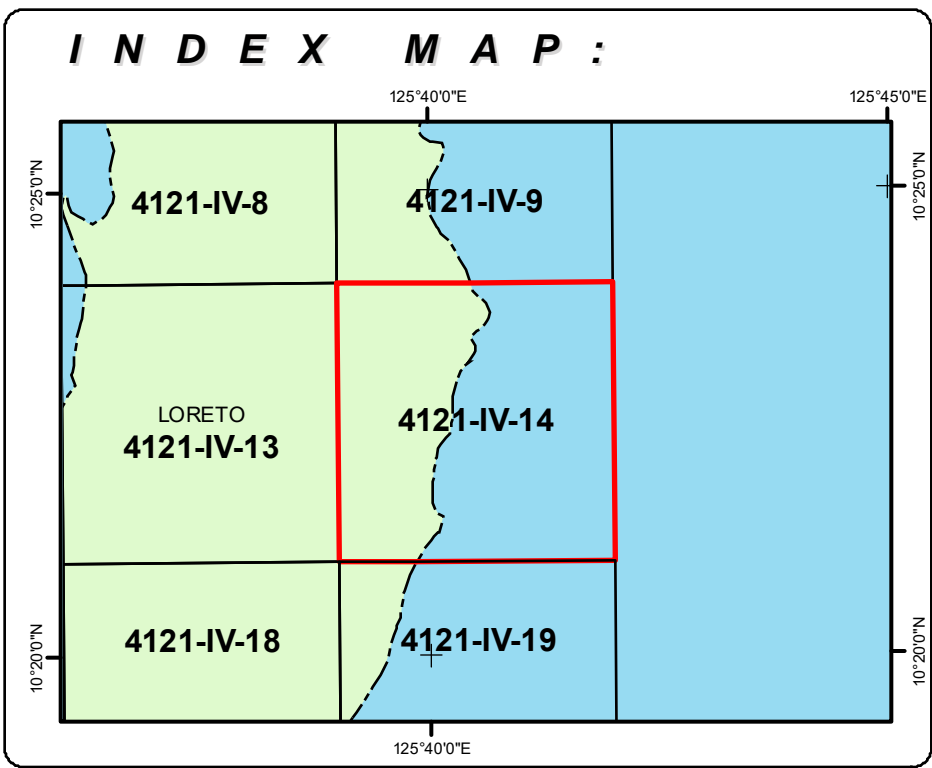 INDEX MAP:
125°40'0"E
125°45'0"E
10°25'0"N
4121-IV-8
4121-IV-9
10°25'0"N
LORETO
4121-IV-13
4121-IV-14
10°20'0"N
4121-IV-18
4121-IV-19
10°20'0"N
125°40'0"E